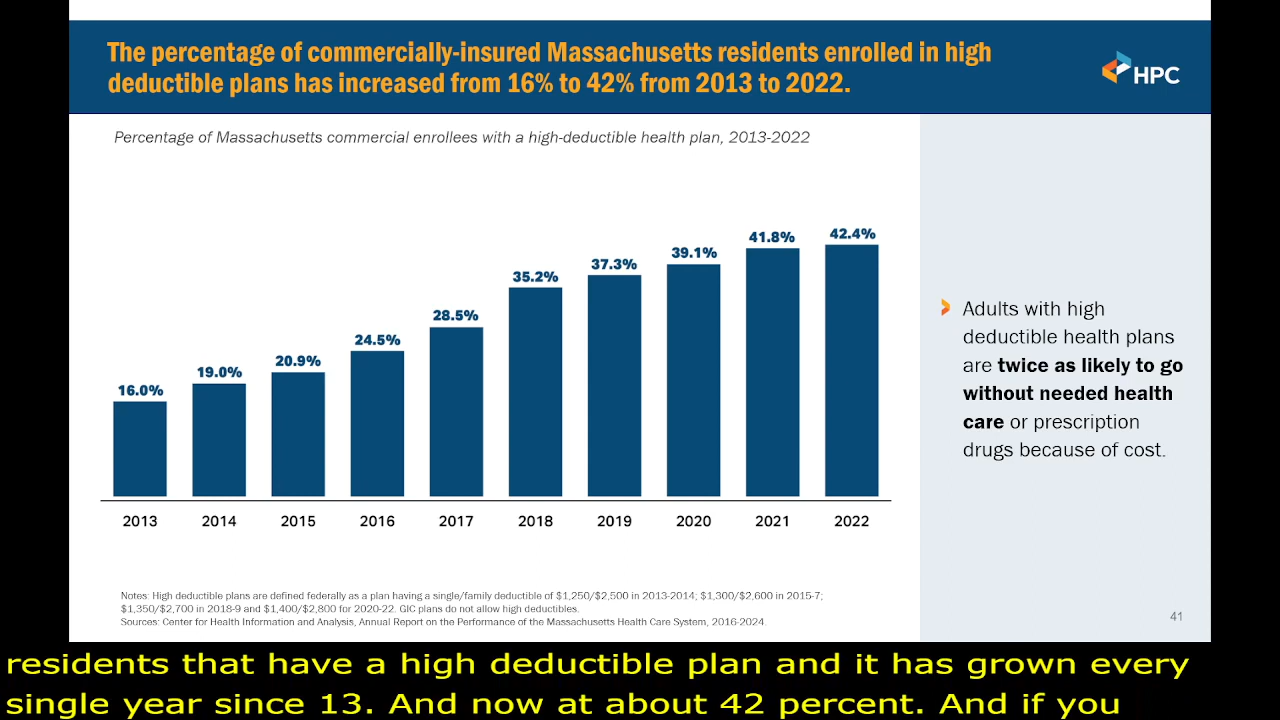 The percentage of commercially-insured Massachusetts residents enrolled in high
deductible plans has increased from 16% to 42% from 2013 to 2022.
HPC
Percentage of Massachusetts commercial enrollees with a high-deductible health plan, 2013-2022
16.0%
19.0%
20.9%
24.5%
28.5%
35.2%
37.3%
39.1%
41.8%
42.4%
2013 2014 2015 2016 2017 2018 2019 2020 2021 2022
Adults with high
deductible health plans
are twice as likely to go
without needed health
care or prescription
drugs because of cost.
Notes: High deductible plans are defined federally as a plan having a single/family deductible of $1,250/$2,500 in 2013-2014; $1,300/$2,600 in 2015-7;
$1,350/$2,700 in 2018-9 and $1,400/$2,800 for 2020-22. GIC plans do not allow high deductibles.
Sources: Center for Health Information and Analysis, Annual Report on the Performance of the Massachusetts Health Care System, 2016-2024.
41
residents that have a high deductible plan and it has grown every
single year since 13. And now at about 42 percent. And if you